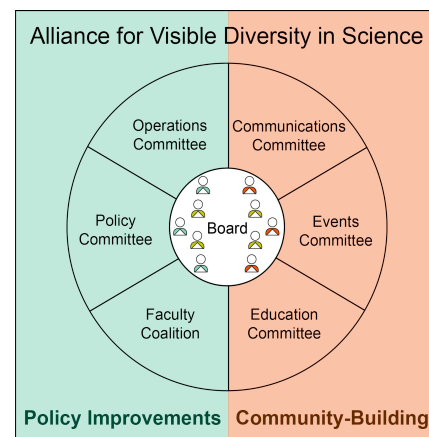 Alliance for Visible Diversity in Science
Operations
Committee
Communications
Committee
Policy
Committee
Board
Events
Committee
Faculty
Coalition
Education
Committee
Policy Improvements
Community-Building